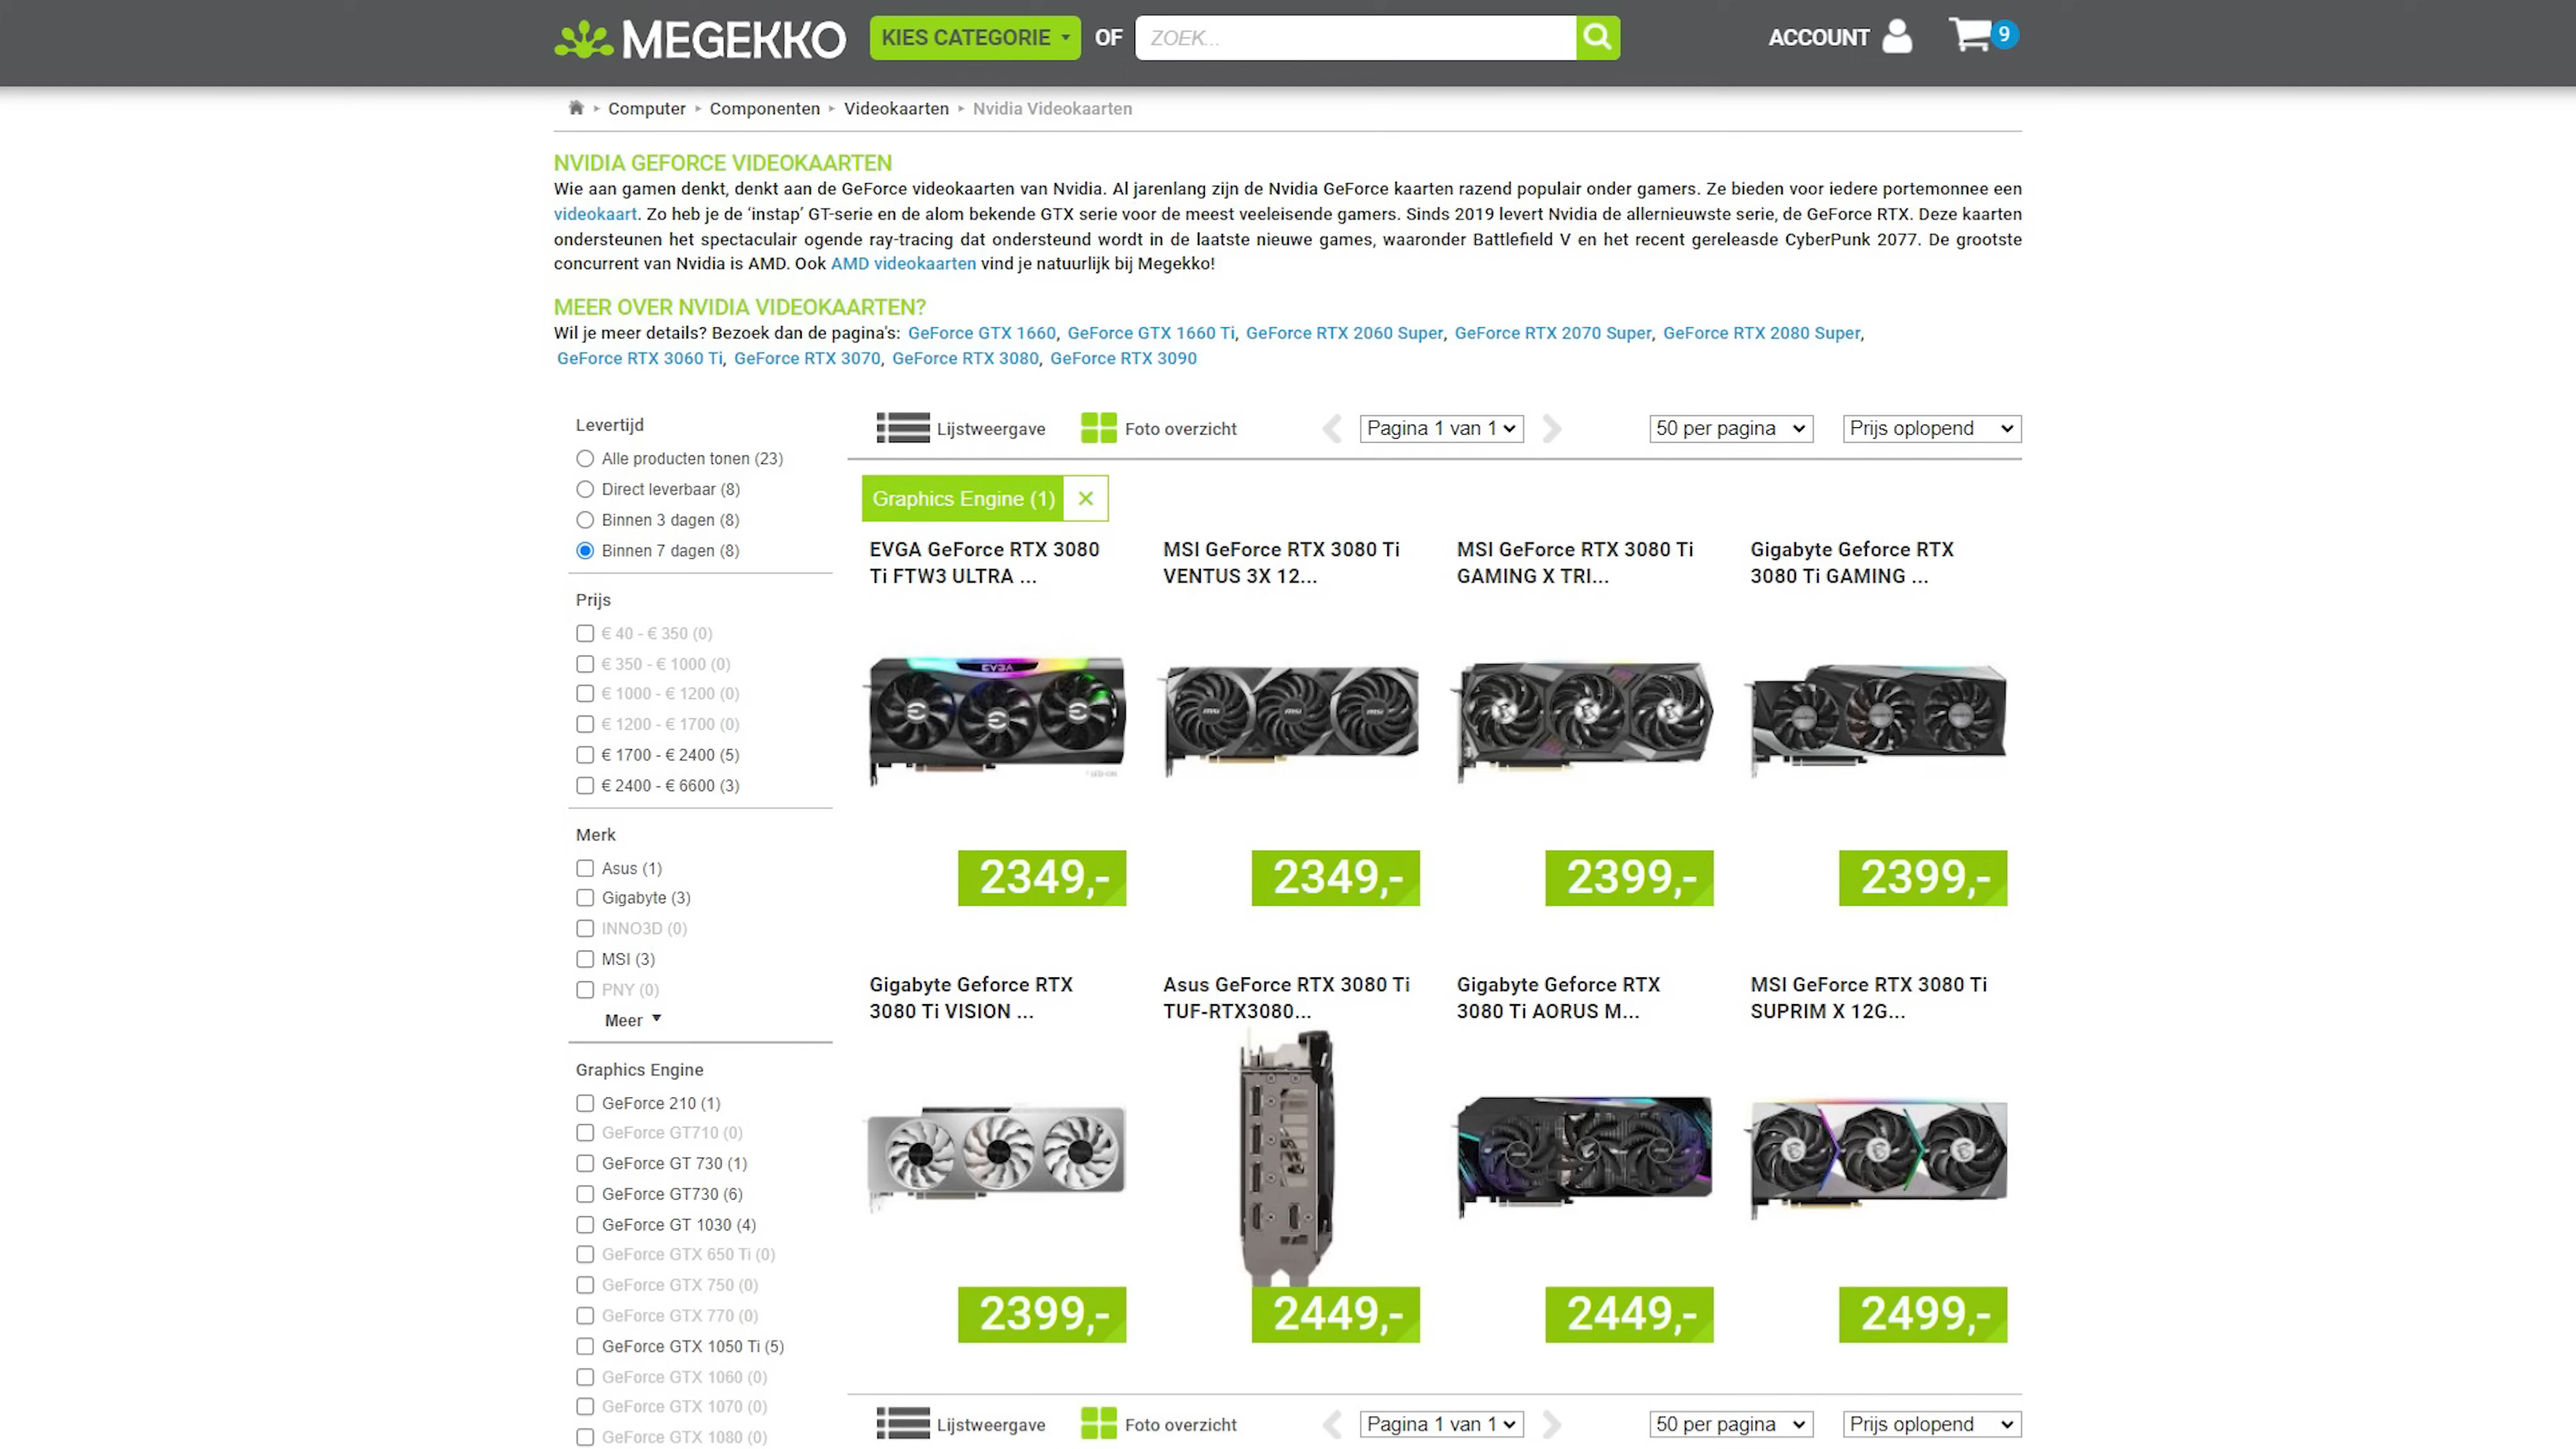 MEGEKKO KIES CATEGORIE OF ZOEK... ACCOUNT 9
Computer Componenten Videokaarten Nvidia Videokaarten
NVIDIA GEFORCE VIDEOKAARTEN
Wie aan gamen denkt, denkt aan de GeForce videokaarten van Nvidia. Al jarenlang zijn de Nvidia GeForce kaarten razend populair onder gamers. Ze bieden voor iedere portemonnee een
videokaart. Zo heb je de 'instap' GT-serie en de alom bekende GTX serie voor de meest veeleisende gamers. Sinds 2019 levert Nvidia de allernieuwste serie, de GeForce RTX. Deze kaarten
ondersteunen het spectaculair ogende ray-tracing dat ondersteund wordt in de laatste nieuwe games, waaronder Battlefield V en het recent gereleasde CyberPunk 2077. De grootste
concurrent van Nvidia is AMD. Ook AMD videokaarten vind je natuurlijk bij Megekko!
MEER OVER NVIDIA VIDEOKAARTEN?
Wil je meer details? Bezoek dan de pagina's: GeForce GTX 1660, GeForce GTX 1660 Ti, GeForce RTX 2060 Super, GeForce RTX 2070 Super, GeForce RTX 2080 Super,
GeForce RTX 3060 Ti, GeForce RTX 3070, GeForce RTX 3080, GeForce RTX 3090
Levertijd
Alle producten tonen (23)
Direct leverbaar (8)
Binnen 3 dagen (8)
Binnen 7 dagen (8)
Prijs
€ 40 - € 350 (0)
€ 350 - € 1000 (0)
€ 1000 - € 1200 (0)
€ 1200 - € 1700 (0)
€ 1700 - € 2400 (5)
€ 2400 - € 6600 (3)
Merk
Asus (1)
Gigabyte (3)
INNO3D (0)
MSI (3)
PNY (0)
Meer
Graphics Engine
GeForce 210 (1)
GeForce GT710 (0)
GeForce GT 730 (1)
GeForce GT730 (6)
GeForce GT 1030 (4)
GeForce GTX 650 Ti (0)
GeForce GTX 750 (0)
GeForce GTX 770 (0)
GeForce GTX 1050 Ti (5)
GeForce GTX 1060 (0)
GeForce GTX 1070 (0)
GeForce GTX 1080 (0)
Lijstweergave Foto overzicht Pagina 1 van 1 50 per pagina Prijs oplopend
Graphics Engine (1) ×
EVGA GeForce RTX 3080
Ti FTW3 ULTRA ...
EVGA
2349,-
MSI GeForce RTX 3080 Ti
VENTUS 3X 12...
2349,-
MSI GeForce RTX 3080 Ti
GAMING X TRI...
2399,-
Gigabyte Geforce RTX
3080 Ti GAMING ...
2399,-
Gigabyte Geforce RTX
3080 Ti VISION ...
2399,-
Asus GeForce RTX 3080 Ti
TUF-RTX3080...
2449,-
Gigabyte Geforce RTX
3080 Ti AORUS M...
2449,-
MSI GeForce RTX 3080 Ti
SUPRIM X 12G...
2499,-
Lijstweergave Foto overzicht Pagina 1 van 1 50 per pagina Prijs oplopend